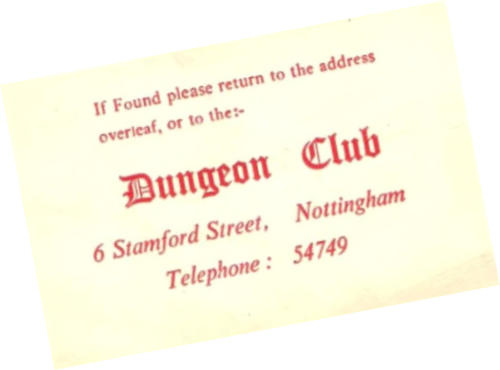 If Found please return to the address
overleaf, or to the:-
Dungeon Club
6 Stamford Street, Nottingham
Telephone : 54749